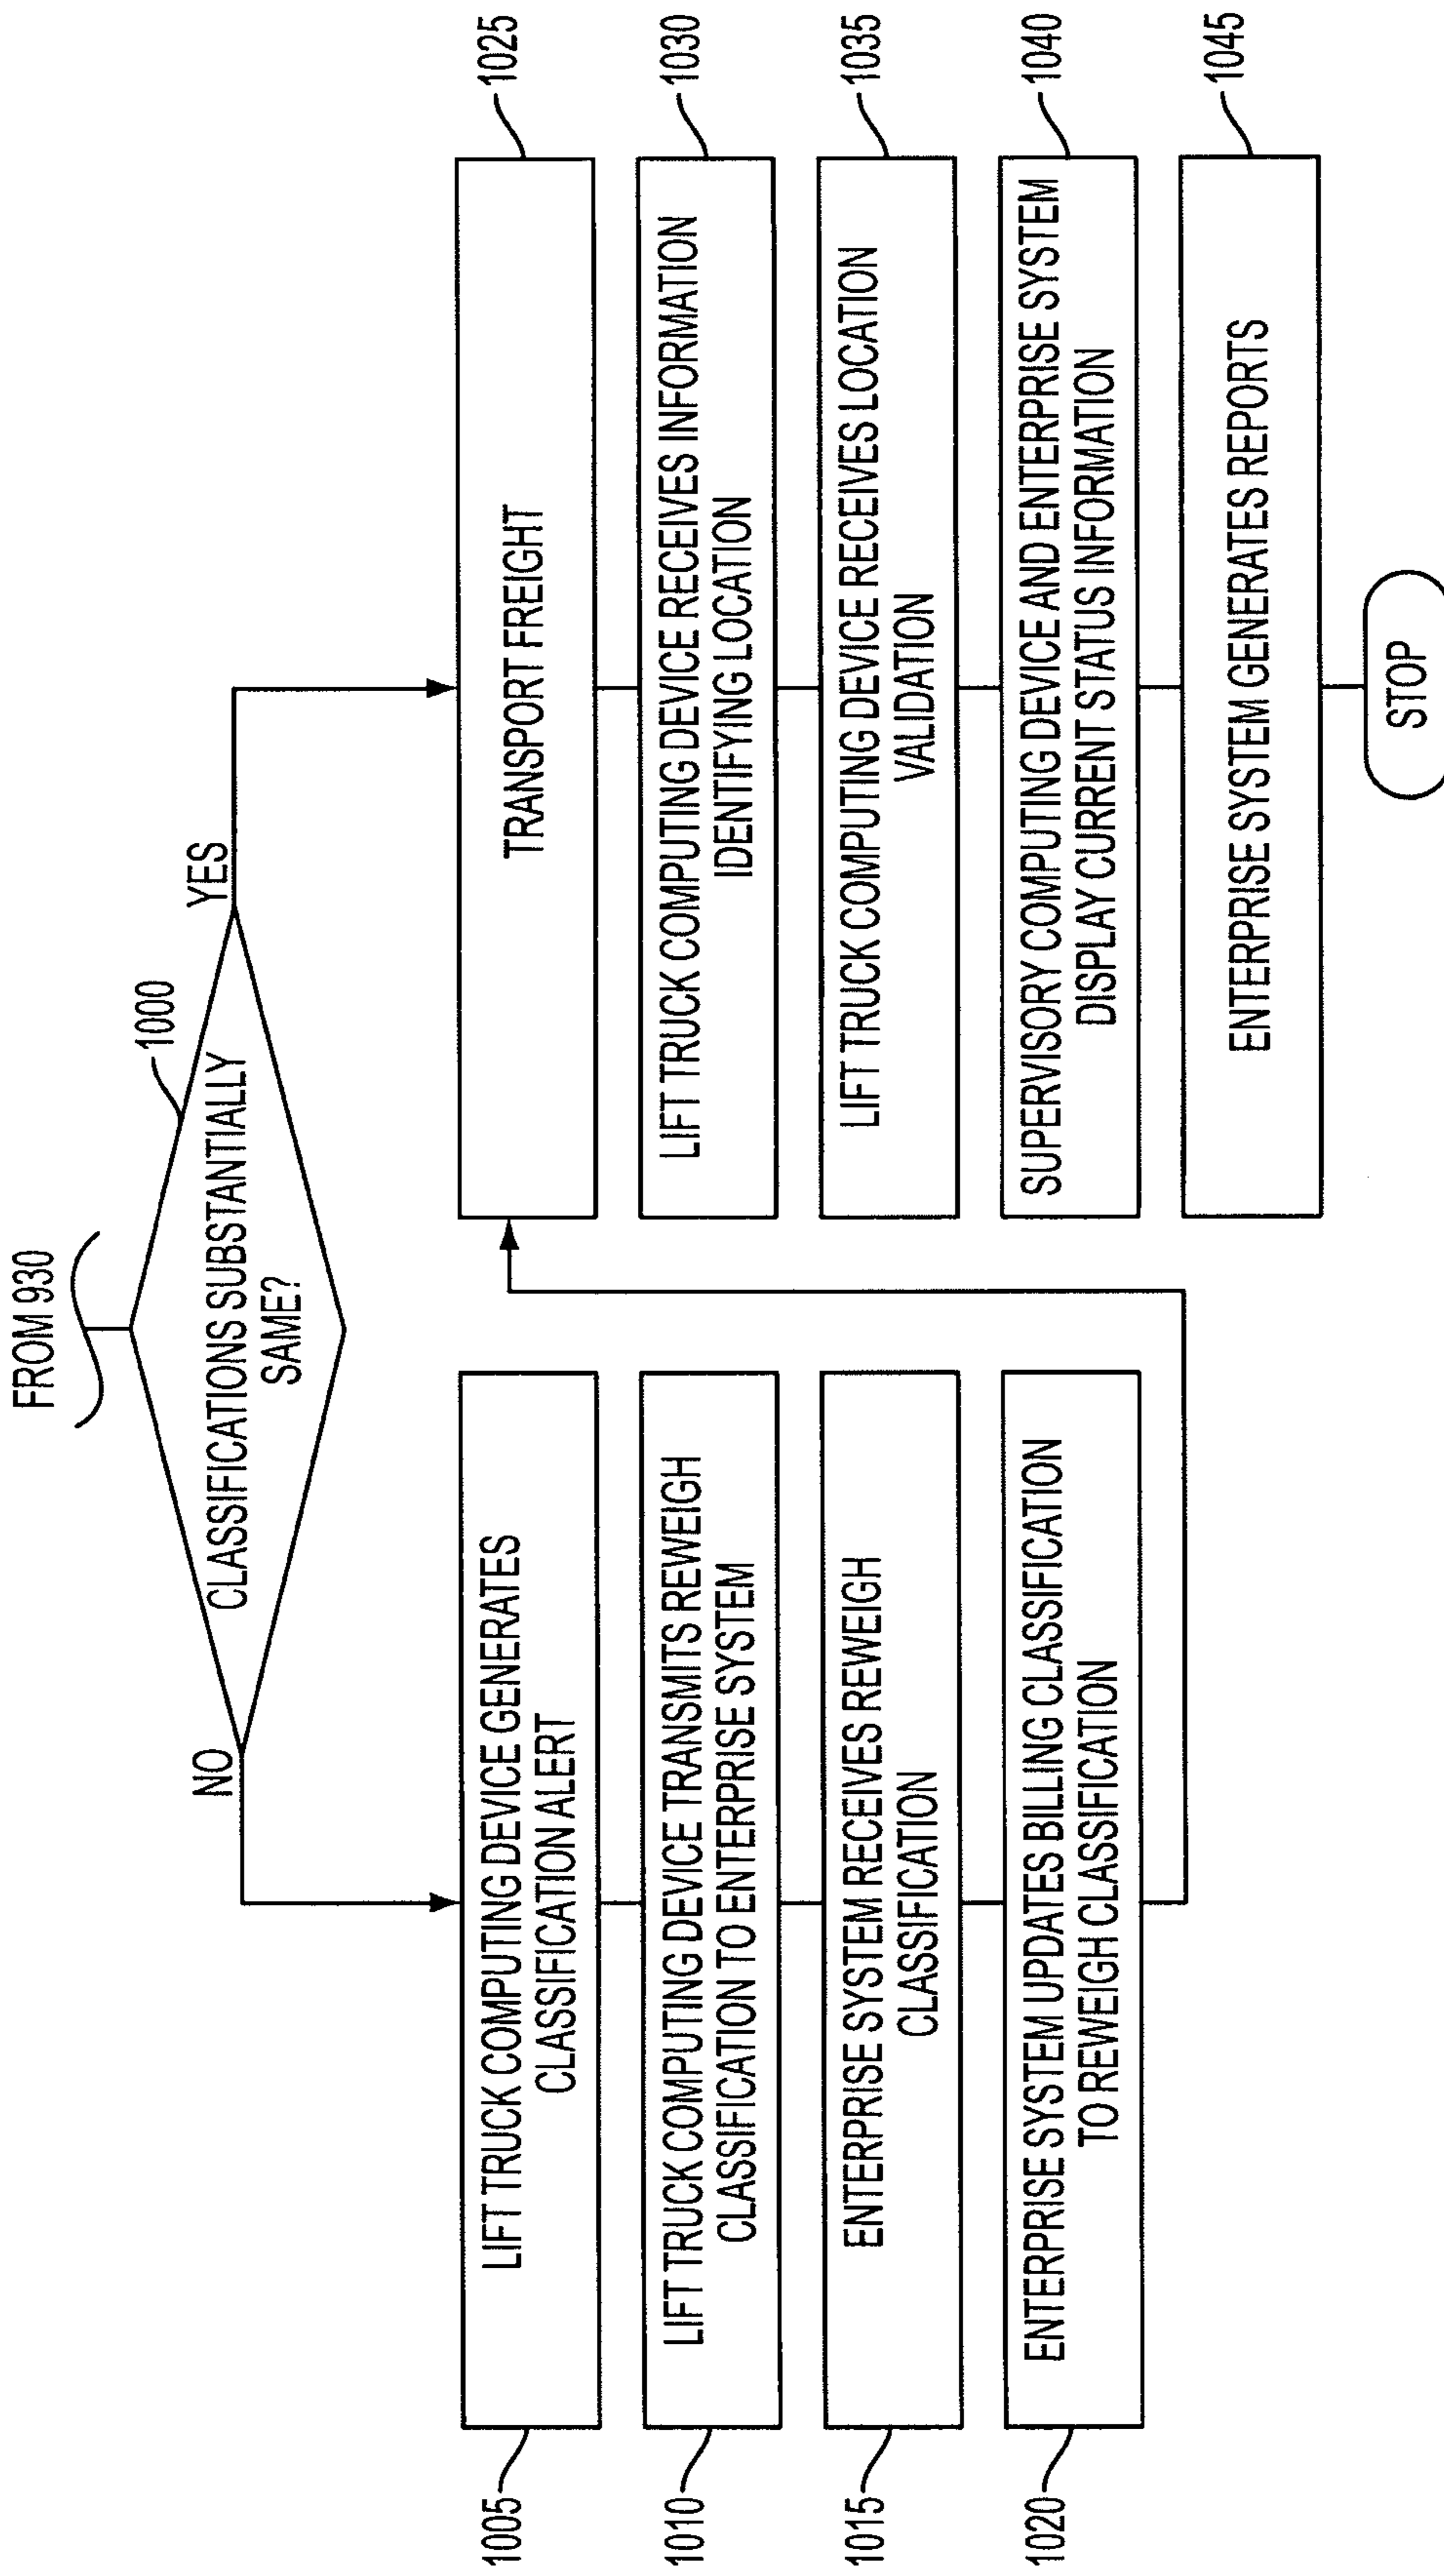 FROM 930
1000
CLASSIFICATIONS SUBSTANTIALLY
SAME?
NO
YES
1005
LIFT TRUCK COMPUTING DEVICE GENERATES
CLASSIFICATION ALERT
1010
LIFT TRUCK COMPUTING DEVICE TRANSMITS REWEIGH
CLASSIFICATION TO ENTERPRISE SYSTEM
1015
ENTERPRISE SYSTEM RECEIVES REWEIGH
CLASSIFICATION
1020
ENTERPRISE SYSTEM UPDATES BILLING CLASSIFICATION
TO REWEIGH CLASSIFICATION
TRANSPORT FREIGHT
1025
LIFT TRUCK COMPUTING DEVICE RECEIVES INFORMATION
IDENTIFYING LOCATION
1030
LIFT TRUCK COMPUTING DEVICE RECEIVES LOCATION
VALIDATION
1035
SUPERVISORY COMPUTING DEVICE AND ENTERPRISE SYSTEM
DISPLAY CURRENT STATUS INFORMATION
1040
ENTERPRISE SYSTEM GENERATES REPORTS
1045
STOP